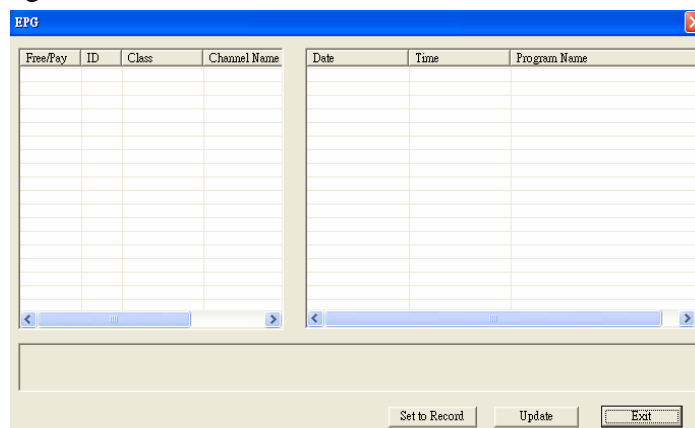 EPG
Free/Pay ID Class Channel Name Date Time Program Name
Set to Record Update Exit